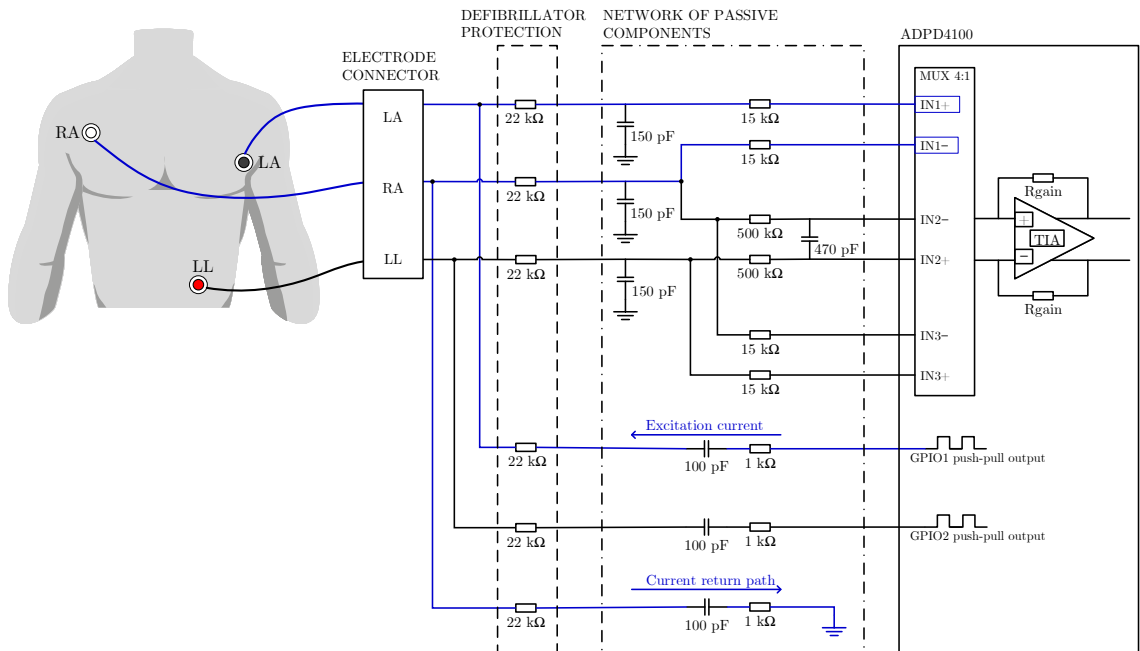 DEFIBRILLATOR
PROTECTION
NETWORK OF PASSIVE
COMPONENTS
ADPD4100
ELECTRODE
CONNECTOR
MUX 4:1
RA
LA
LL
LA
RA
LL
22 kΩ
150 pF
15 kΩ
IN1+
15 kΩ
IN1−
22 kΩ
150 pF
500 kΩ
IN2−
470 pF
22 kΩ
150 pF
500 kΩ
IN2+
15 kΩ
IN3−
15 kΩ
IN3+
Rgain
+
TIA
−
Rgain
Excitation current
22 kΩ
100 pF
1 kΩ
GPIO1 push-pull output
22 kΩ
100 pF
1 kΩ
GPIO2 push-pull output
Current return path
22 kΩ
100 pF
1 kΩ